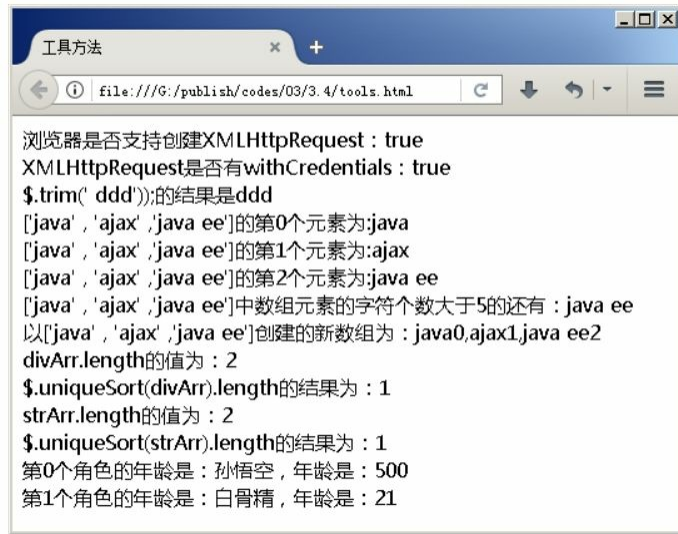 工具方法
file:///G:/publish/codes/03/3.4/tools.html
浏览器是否支持创建XMLHttpRequest：true
XMLHttpRequest是否有withCredentials：true
$.trim(' ddd'));的结果是ddd
['java' , 'ajax' ,'java ee']的第0个元素为:java
['java' , 'ajax' ,'java ee']的第1个元素为:ajax
['java' , 'ajax' ,'java ee']的第2个元素为:java ee
['java' , 'ajax' ,'java ee']中数组元素的字符个数大于5的还有：java ee
以['java' , 'ajax' ,'java ee']创建的新数组为：java0,ajax1,java ee2
divArr.length的值为：2
$.uniqueSort(divArr).length的结果为：1
strArr.length的值为：2
$.uniqueSort(strArr).length的结果为：1
第0个角色的年龄是：孙悟空，年龄是：500
第1个角色的年龄是：白骨精，年龄是：21